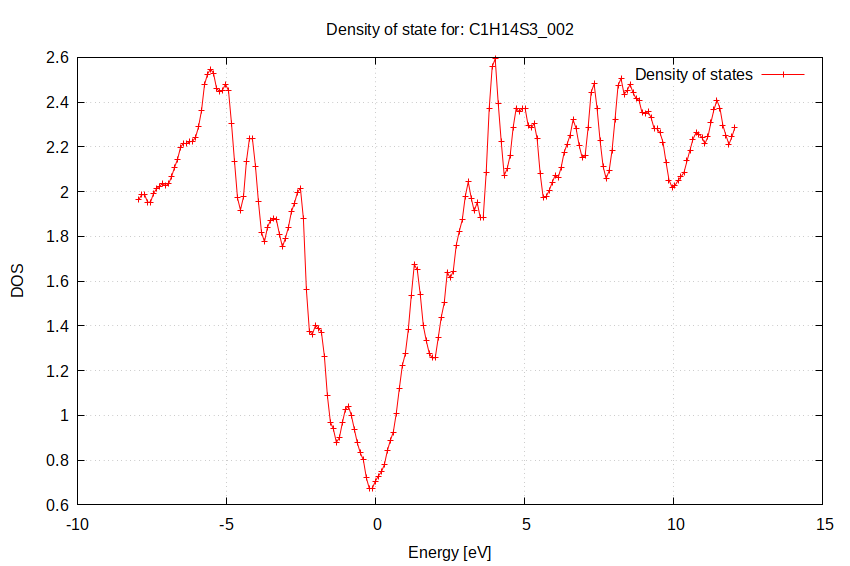 Density of state for: C1H14S3_002
Density of states
2.6
2.4
2.2
2
1.8
1.6
1.4
1.2
1
0.8
0.6
DOS
-10 -5 0 5 10 15
Energy [eV]